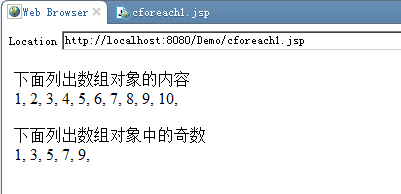 Web Browser cforeach1.jsp
Location http://localhost:8080/Demo/cforeach1.jsp
下面列出数组对象的内容
1, 2, 3, 4, 5, 6, 7, 8, 9, 10,
下面列出数组对象中的奇数
1, 3, 5, 7, 9,